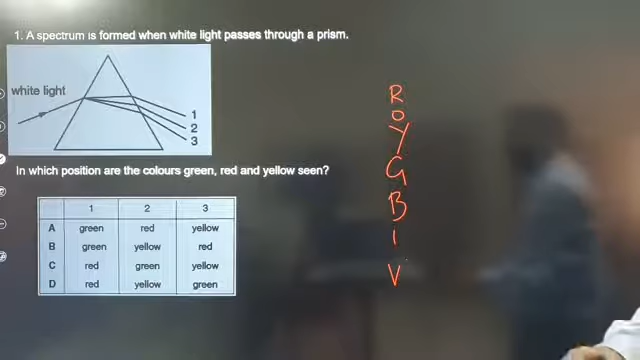 1. A spectrum is formed when white light passes through a prism.
white light
1
2
3
In which position are the colours green, red and yellow seen?
1 2 3
A green red yellow
B green yellow red
C red green yellow
D red yellow green
R
O
Y
G
B
I
V